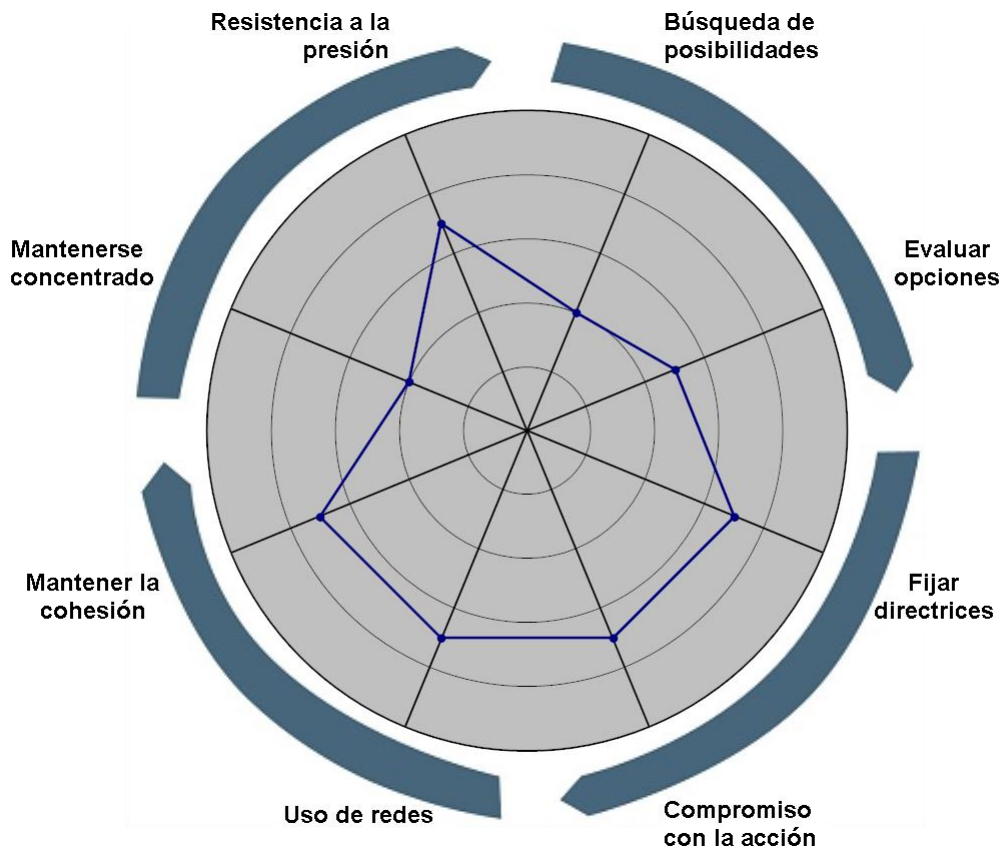 Resistencia a la
presión
Búsqueda de
posibilidades
Mantenerse
concentrado
Evaluar
opciones
Mantener la
cohesión
Fijar
directrices
Uso de redes
Compromiso
con la acción